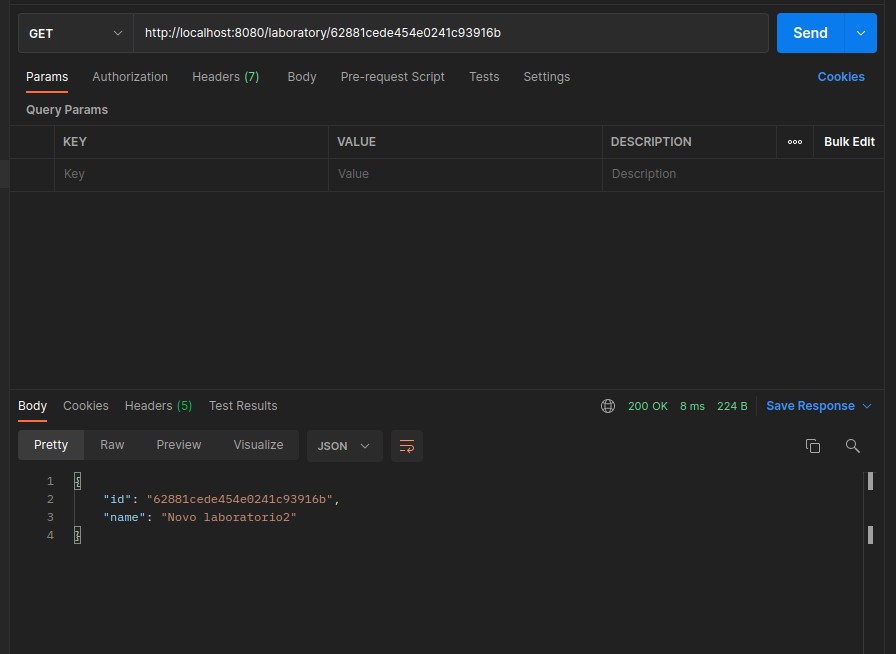 GET http://localhost:8080/laboratory/62881cede454e0241c93916b Send
Params Authorization Headers (7) Body Pre-request Script Tests Settings Cookies
Query Params
KEY VALUE DESCRIPTION ooo Bulk Edit
Key Value Description
Body Cookies Headers (5) Test Results 200 OK 8 ms 224 B Save Response
Pretty Raw Preview Visualize JSON
1 {
2 "id": "62881cede454e0241c93916b",
3 "name": "Novo laboratorio2"
4 }